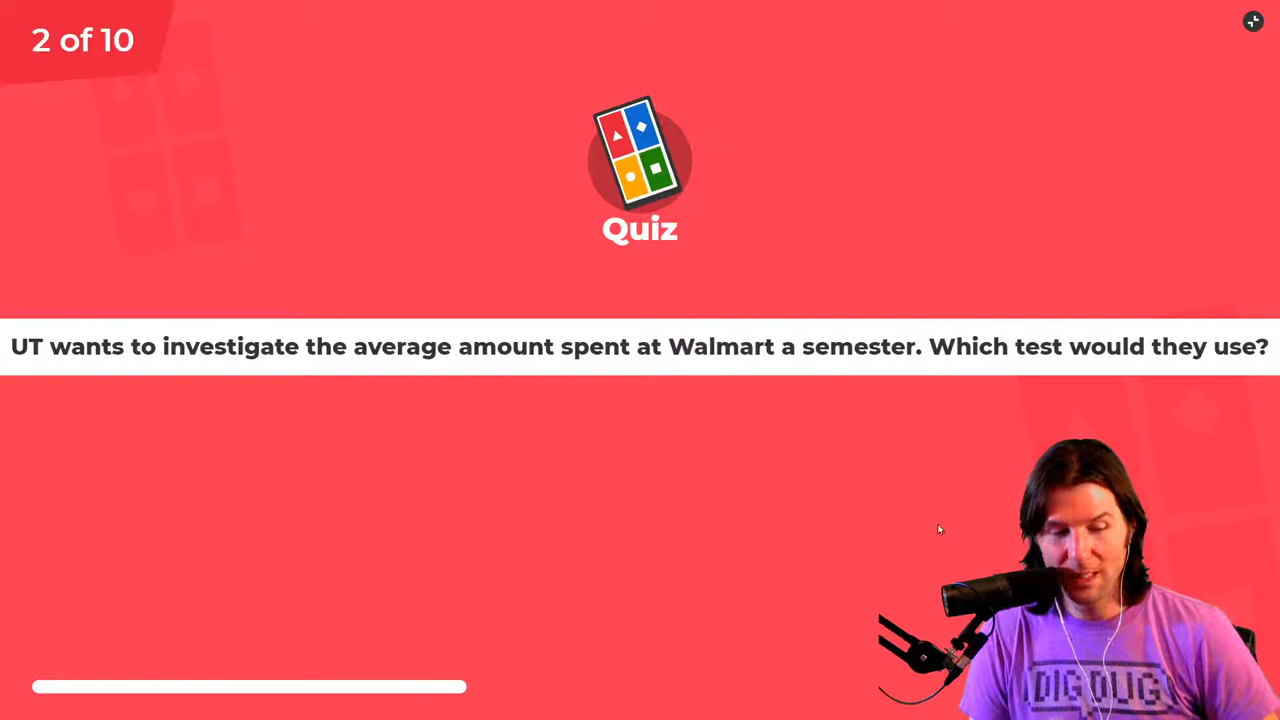 2 of 10
Quiz
UT wants to investigate the average amount spent at Walmart a semester. Which test would they use?
DIG DUG